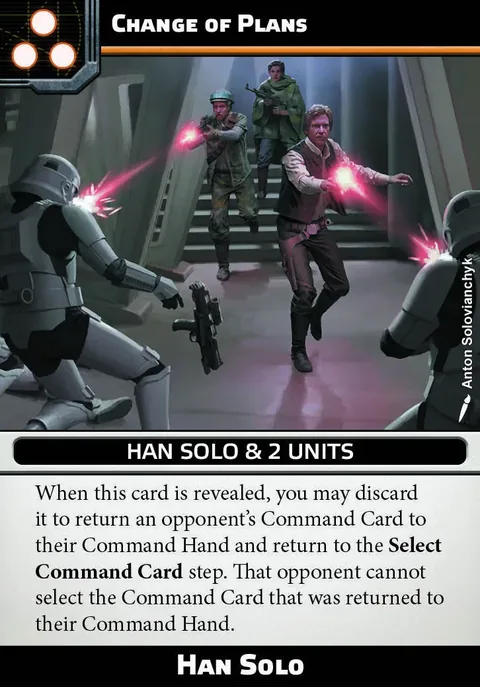 Change of Plans
Anton Solovianchyk
HAN SOLO & 2 UNITS
When this card is revealed, you may discard
it to return an opponent's Command Card to
their Command Hand and return to the Select
Command Card step. That opponent cannot
select the Command Card that was returned to
their Command Hand.
Han Solo